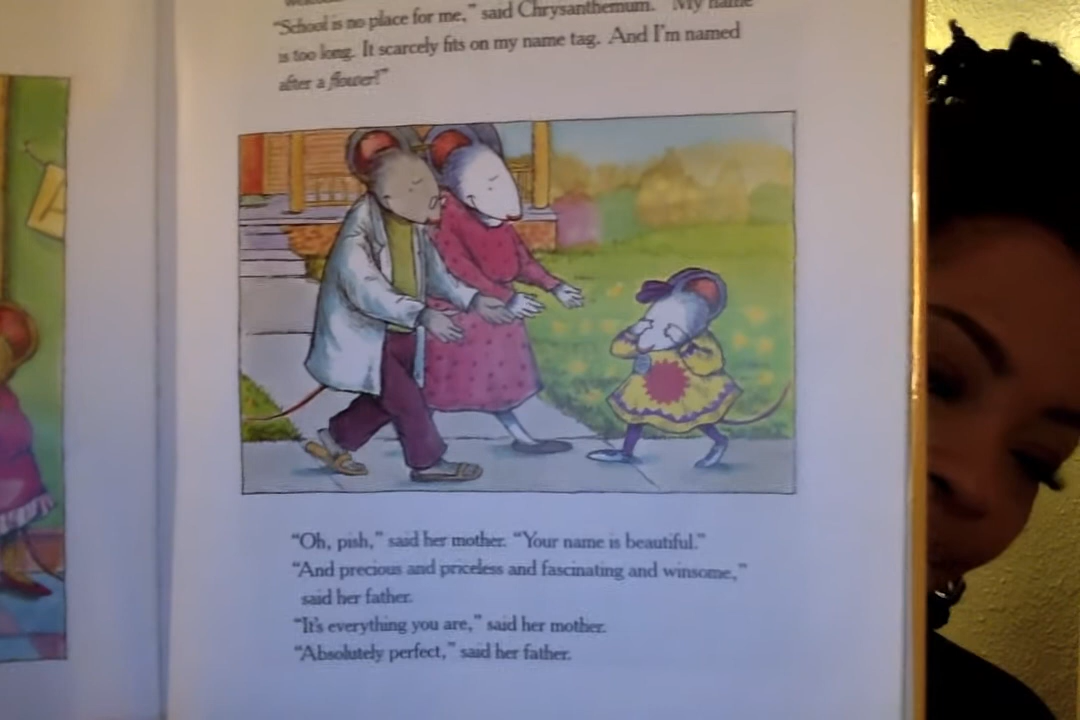 "School is no place for me," said Chrysanthemum. "My name
is too long. It scarcely fits on my name tag. And I'm named
after a flower!"
"Oh, pish," said her mother. "Your name is beautiful."
"And precious and priceless and fascinating and winsome,"
said her father.
"It's everything you are," said her mother.
"Absolutely perfect," said her father.